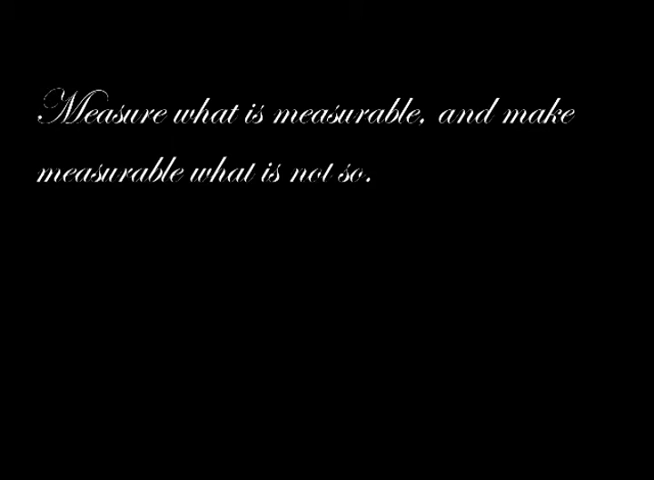 Measure what is measurable, and make
measurable what is not so.